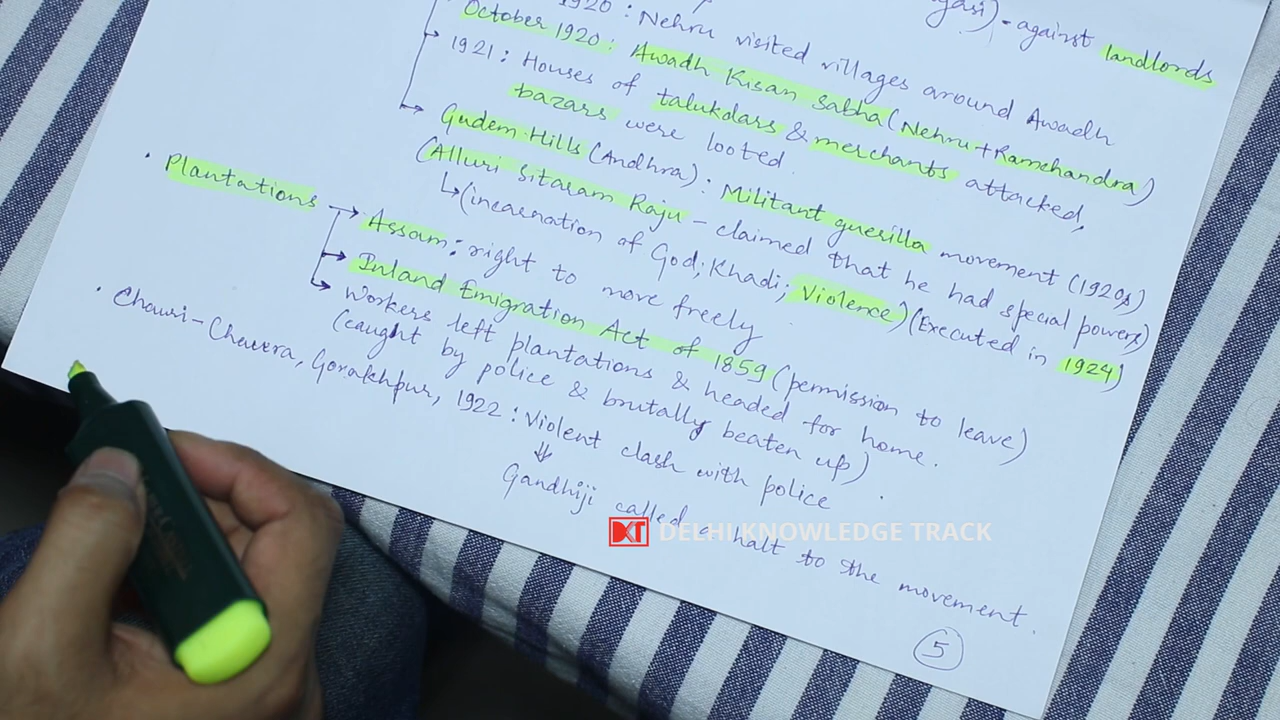 1920 : Nehru visited villages around Awadh
against landlords
October 1920 : Awadh Kisan Sabha (Nehru + Ramchandra)
1921 : Houses of talukdars & merchants attacked,
bazars were looted.
Gudem Hills (Andhra) : Militant guerilla movement (1920s)
(Alluri Sitaram Raju - claimed that he had special powers)
(incarnation of God; Khadi; Violence) (Executed in 1924)
• Plantations
Assam : right to move freely
Inland Emigration Act of 1859 (permission to leave)
Workers left plantations & headed for home.
(caught by police & brutally beaten up)
• Chauri-Chaura, Gorakhpur, 1922 : Violent clash with police
Gandhiji called a halt to the movement.
5
DKT DELHI KNOWLEDGE TRACK